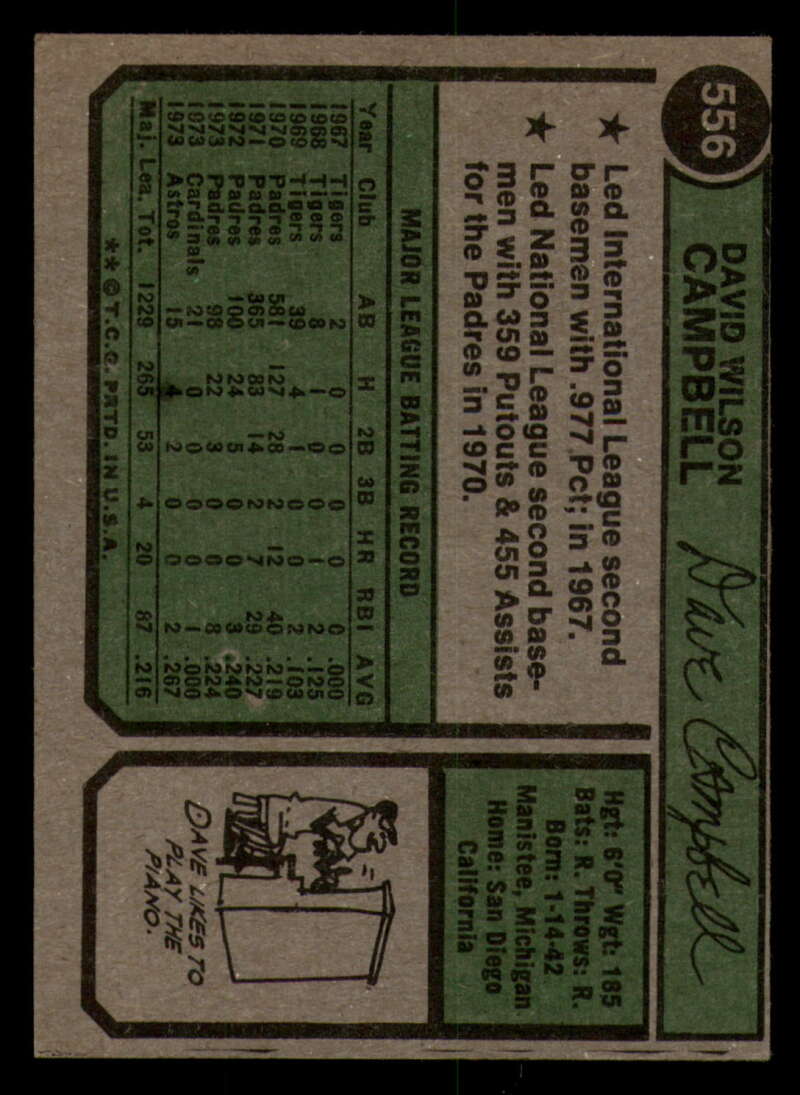 556
DAVID WILSON
CAMPBELL
Dave Campbell
★ Led International League second
basemen with .977 Pct; in 1967.
★ Led National League second base-
men with 359 Putouts & 455 Assists
for the Padres in 1970.
MAJOR LEAGUE BATTING RECORD
Year Club AB H 2B 3B HR RBI AVG
1967 Tigers 2 0 0 0 0 0 .000
1968 Tigers 8 1 0 0 1 2 .125
1969 Tigers 39 4 1 0 0 2 .103
1970 Padres 581 127 28 2 12 40 .219
1971 Padres 365 83 14 2 7 29 .227
1972 Padres 100 24 5 0 0 3 .240
1973 Padres 98 22 3 0 0 8 .224
1973 Cardinals 21 0 0 0 0 1 .000
1973 Astros 15 4 2 0 0 2 .267
Maj. Lea. Tot. 1229 265 53 4 20 87 .216
**©T.C.G. PRTD. IN U.S.A.
Hgt: 6'0" Wgt: 185
Bats: R. Throws: R.
Born: 1-14-42
Manistee, Michigan
Home: San Diego
California
DAVE LIKES TO
PLAY THE
PIANO.